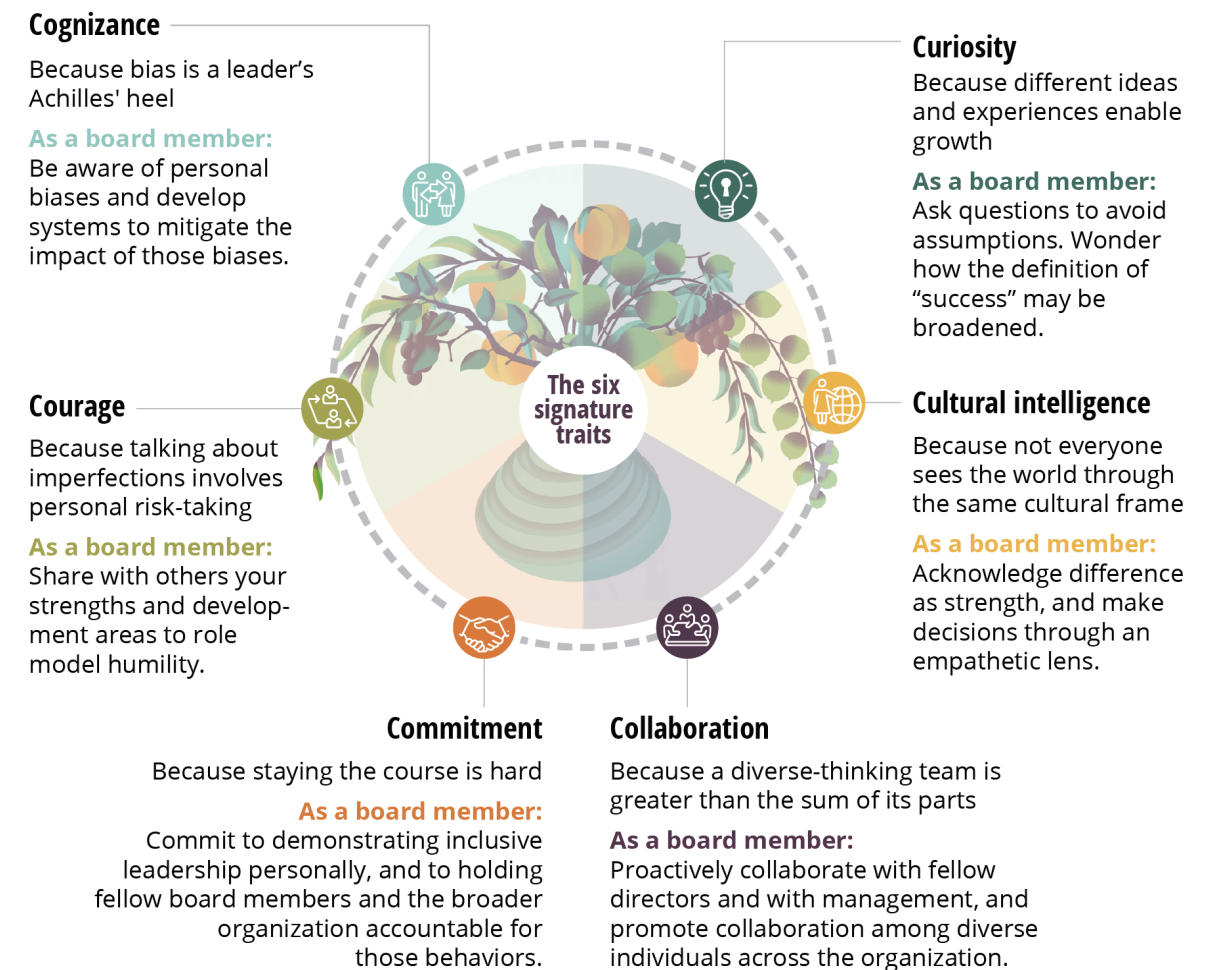 Cognizance
Because bias is a leader’s
Achilles' heel
As a board member:
Be aware of personal
biases and develop
systems to mitigate the
impact of those biases.
Curiosity
Because different ideas
and experiences enable
growth
As a board member:
Ask questions to avoid
assumptions. Wonder
how the definition of
“success” may be
broadened.
The six
signature
traits
Courage
Because talking about
imperfections involves
personal risk-taking
As a board member:
Share with others your
strengths and develop-
ment areas to role
model humility.
Cultural intelligence
Because not everyone
sees the world through
the same cultural frame
As a board member:
Acknowledge difference
as strength, and make
decisions through an
empathetic lens.
Commitment
Because staying the course is hard
As a board member:
Commit to demonstrating inclusive
leadership personally, and to holding
fellow board members and the broader
organization accountable for
those behaviors.
Collaboration
Because a diverse-thinking team is
greater than the sum of its parts
As a board member:
Proactively collaborate with fellow
directors and with management, and
promote collaboration among diverse
individuals across the organization.